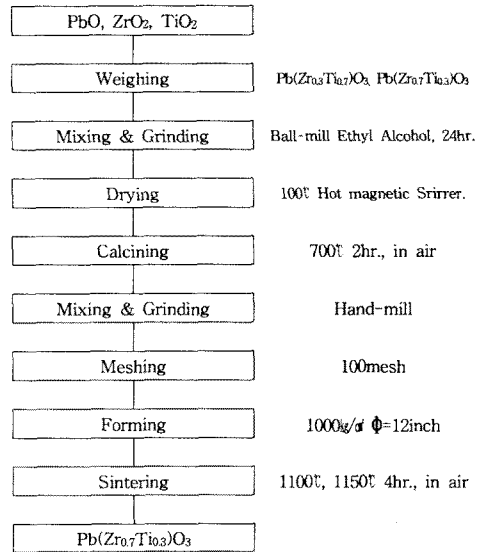 PbO, ZrO₂, TiO₂
Weighing Pb(Zr₀.₃Ti₀.₇)O₃, Pb(Zr₀.₇Ti₀.₃)O₃
Mixing & Grinding Ball-mill Ethyl Alcohol, 24hr.
Drying 100℃ Hot magnetic Srirrer.
Calcining 700℃ 2hr., in air
Mixing & Grinding Hand-mill
Meshing 100mesh
Forming 1000㎏/㎠ Φ=12inch
Sintering 1100℃, 1150℃ 4hr., in air
Pb(Zr₀.₇Ti₀.₃)O₃